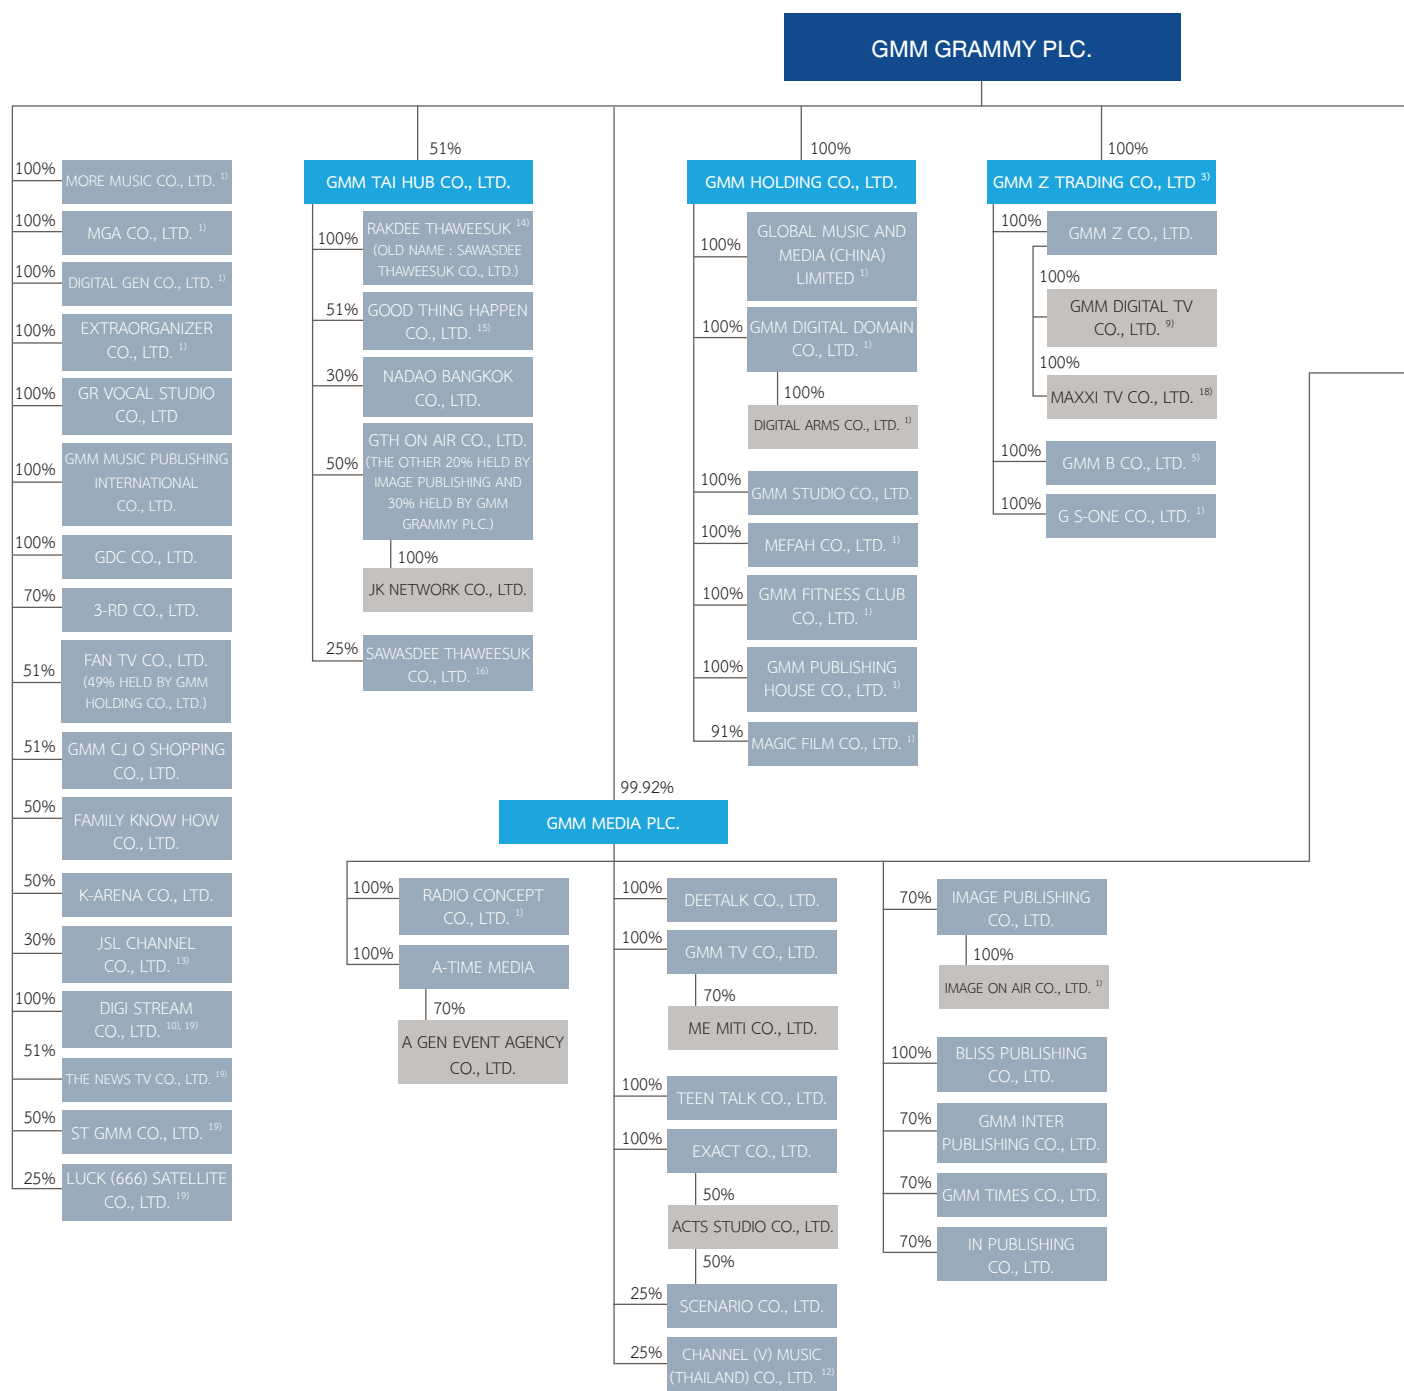 GMM GRAMMY PLC.
100%
MORE MUSIC CO., LTD. 1)
100%
MGA CO., LTD. 1)
100%
DIGITAL GEN CO., LTD. 1)
100%
EXTRAORGANIZER
CO., LTD. 1)
100%
GR VOCAL STUDIO
CO., LTD
100%
GMM MUSIC PUBLISHING
INTERNATIONAL
CO., LTD.
100%
GDC CO., LTD.
70%
3-RD CO., LTD.
51%
FAN TV CO., LTD.
(49% HELD BY GMM
HOLDING CO., LTD.)
51%
GMM CJ O SHOPPING
CO., LTD.
50%
FAMILY KNOW HOW
CO., LTD.
50%
K-ARENA CO., LTD.
30%
JSL CHANNEL
CO., LTD. 13)
100%
DIGI STREAM
CO., LTD. 10), 19)
51%
THE NEWS TV CO., LTD. 19)
50%
ST GMM CO., LTD. 19)
25%
LUCK (666) SATELLITE
CO., LTD. 19)
51%
GMM TAI HUB CO., LTD.
100%
RAKDEE THAWEESUK 14)
(OLD NAME : SAWASDEE
THAWEESUK CO., LTD.)
51%
GOOD THING HAPPEN
CO., LTD. 15)
30%
NADAO BANGKOK
CO., LTD.
50%
GTH ON AIR CO., LTD.
(THE OTHER 20% HELD BY
IMAGE PUBLISHING AND
30% HELD BY GMM
GRAMMY PLC.)
100%
JK NETWORK CO., LTD.
25%
SAWASDEE THAWEESUK
CO., LTD. 16)
100%
GMM HOLDING CO., LTD.
100%
GLOBAL MUSIC AND
MEDIA (CHINA)
LIMITED 1)
100%
GMM DIGITAL DOMAIN
CO., LTD. 1)
100%
DIGITAL ARMS CO., LTD. 1)
100%
GMM STUDIO CO., LTD.
100%
MEFAH CO., LTD. 1)
100%
GMM FITNESS CLUB
CO., LTD. 1)
100%
GMM PUBLISHING
HOUSE CO., LTD. 1)
91%
MAGIC FILM CO., LTD. 1)
100%
GMM Z TRADING CO., LTD 3)
100%
GMM Z CO., LTD.
100%
GMM DIGITAL TV
CO., LTD. 9)
100%
MAXXI TV CO., LTD. 18)
100%
GMM B CO., LTD. 5)
100%
G S-ONE CO., LTD. 1)
99.92%
GMM MEDIA PLC.
100%
RADIO CONCEPT
CO., LTD. 1)
100%
A-TIME MEDIA
70%
A GEN EVENT AGENCY
CO., LTD.
100%
DEETALK CO., LTD.
100%
GMM TV CO., LTD.
70%
ME MITI CO., LTD.
100%
TEEN TALK CO., LTD.
100%
EXACT CO., LTD.
50%
ACTS STUDIO CO., LTD.
50%
25%
SCENARIO CO., LTD.
25%
CHANNEL (V) MUSIC
(THAILAND) CO., LTD. 12)
70%
IMAGE PUBLISHING
CO., LTD.
100%
IMAGE ON AIR CO., LTD. 1)
100%
BLISS PUBLISHING
CO., LTD.
70%
GMM INTER
PUBLISHING CO., LTD.
70%
GMM TIMES CO., LTD.
70%
IN PUBLISHING
CO., LTD.